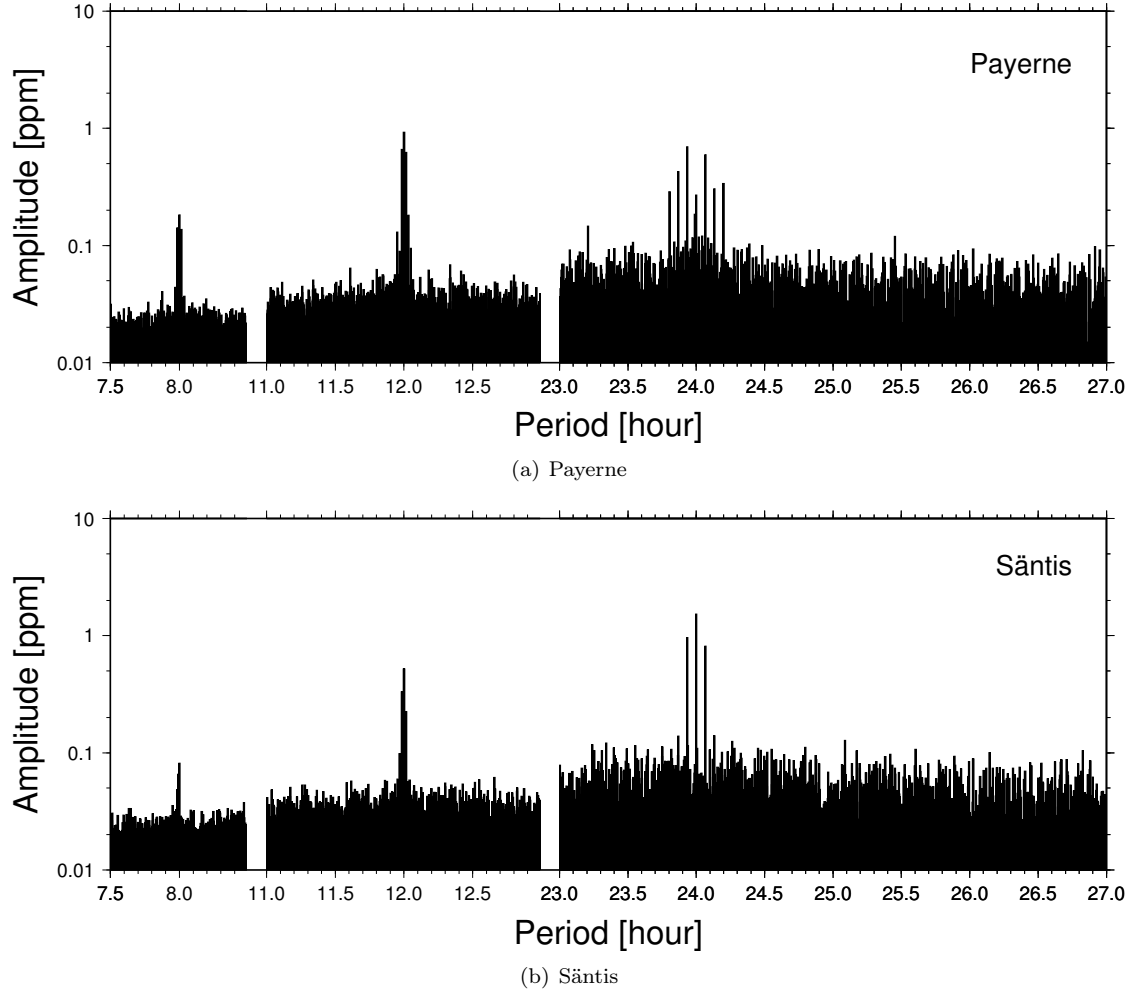 10
1
0.1
0.01
Amplitude [ppm]
Payerne
7.5 8.0 11.0 11.5 12.0 12.5 23.0 23.5 24.0 24.5 25.0 25.5 26.0 26.5 27.0
Period [hour]
(a) Payerne
10
1
0.1
0.01
Amplitude [ppm]
Säntis
7.5 8.0 11.0 11.5 12.0 12.5 23.0 23.5 24.0 24.5 25.0 25.5 26.0 26.5 27.0
Period [hour]
(b) Säntis